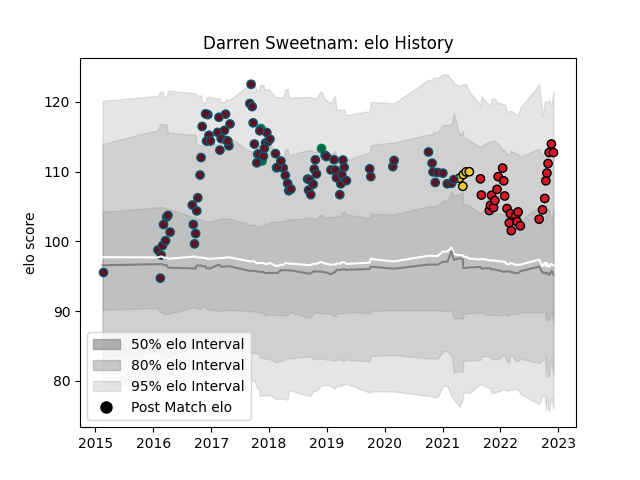 Darren Sweetnam: elo History
elo score
120
110
100
90
80
50% elo Interval
80% elo Interval
95% elo Interval
Post Match elo
2015 2016 2017 2018 2019 2020 2021 2022 2023